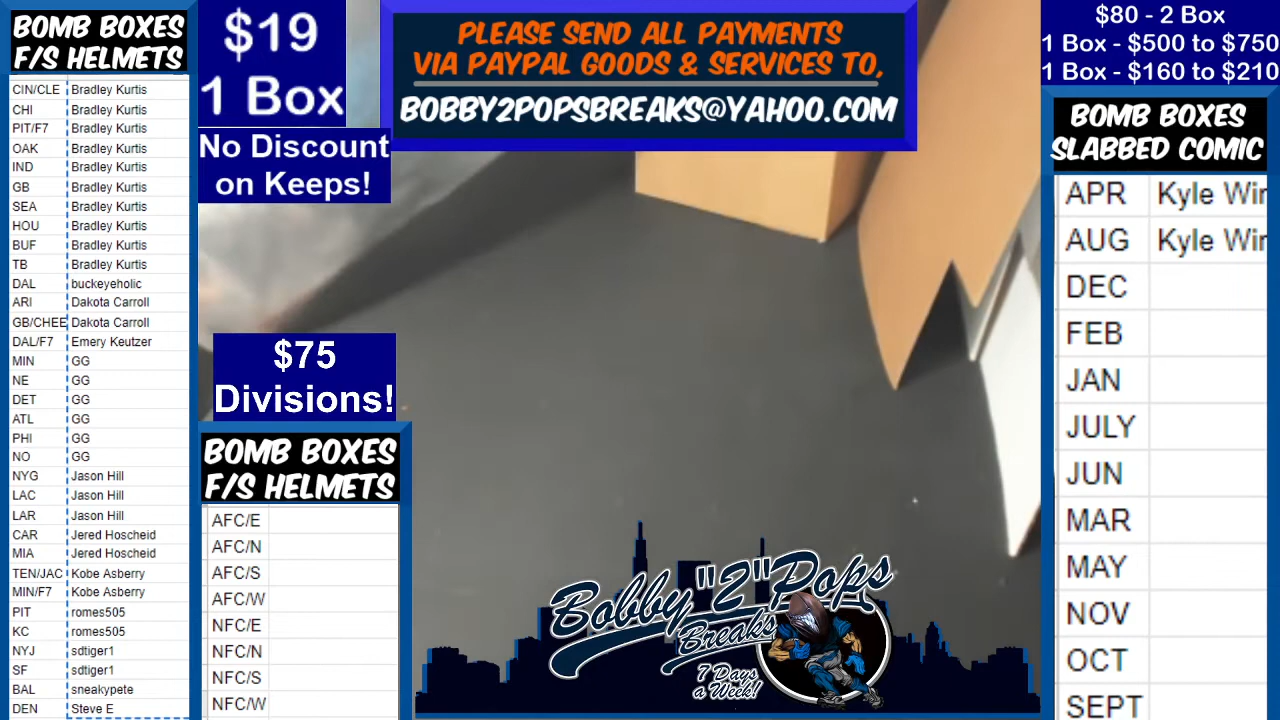 BOMB BOXES
F/S HELMETS
CIN/CLE Bradley Kurtis
CHI Bradley Kurtis
PIT/F7 Bradley Kurtis
OAK Bradley Kurtis
IND Bradley Kurtis
GB Bradley Kurtis
SEA Bradley Kurtis
HOU Bradley Kurtis
BUF Bradley Kurtis
TB Bradley Kurtis
DAL buckeyeholic
ARI Dakota Carroll
GB/CHEE Dakota Carroll
DAL/F7 Emery Keutzer
MIN GG
NE GG
DET GG
ATL GG
PHI GG
NO GG
NYG Jason Hill
LAC Jason Hill
LAR Jason Hill
CAR Jered Hoscheid
MIA Jered Hoscheid
TEN/JAC Kobe Asberry
MIN/F7 Kobe Asberry
PIT romes505
KC romes505
NYJ sdtiger1
SF sdtiger1
BAL sneakypete
DEN Steve E
$19
1 Box
No Discount
on Keeps!
$75
Divisions!
BOMB BOXES
F/S HELMETS
AFC/E
AFC/N
AFC/S
AFC/W
NFC/E
NFC/N
NFC/S
NFC/W
PLEASE SEND ALL PAYMENTS
VIA PAYPAL GOODS & SERVICES TO,
BOBBY2POPSBREAKS@YAHOO.COM
Bobby "2" Pops
Breaks
7 Days
a Week!
$80 - 2 Box
1 Box - $500 to $750
1 Box - $160 to $210
BOMB BOXES
SLABBED COMIC
APR Kyle Wir
AUG Kyle Wir
DEC
FEB
JAN
JULY
JUN
MAR
MAY
NOV
OCT
SEPT